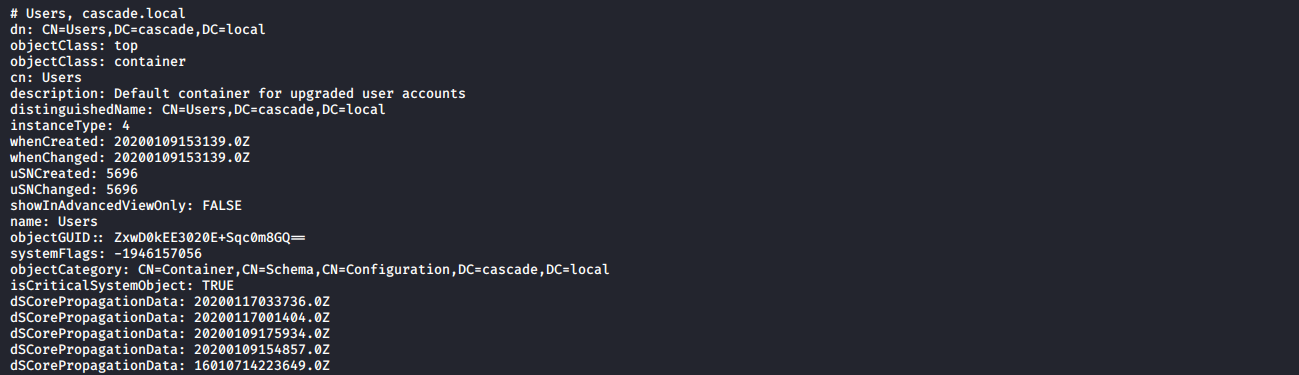 # Users, cascade.local
dn: CN=Users,DC=cascade,DC=local
objectClass: top
objectClass: container
cn: Users
description: Default container for upgraded user accounts
distinguishedName: CN=Users,DC=cascade,DC=local
instanceType: 4
whenCreated: 20200109153139.0Z
whenChanged: 20200109153139.0Z
uSNCreated: 5696
uSNChanged: 5696
showInAdvancedViewOnly: FALSE
name: Users
objectGUID:: ZxwD0kEE3020E+Sqc0m8GQ==
systemFlags: -1946157056
objectCategory: CN=Container,CN=Schema,CN=Configuration,DC=cascade,DC=local
isCriticalSystemObject: TRUE
dSCorePropagationData: 20200117033736.0Z
dSCorePropagationData: 20200117001404.0Z
dSCorePropagationData: 20200109175934.0Z
dSCorePropagationData: 20200109154857.0Z
dSCorePropagationData: 16010714223649.0Z